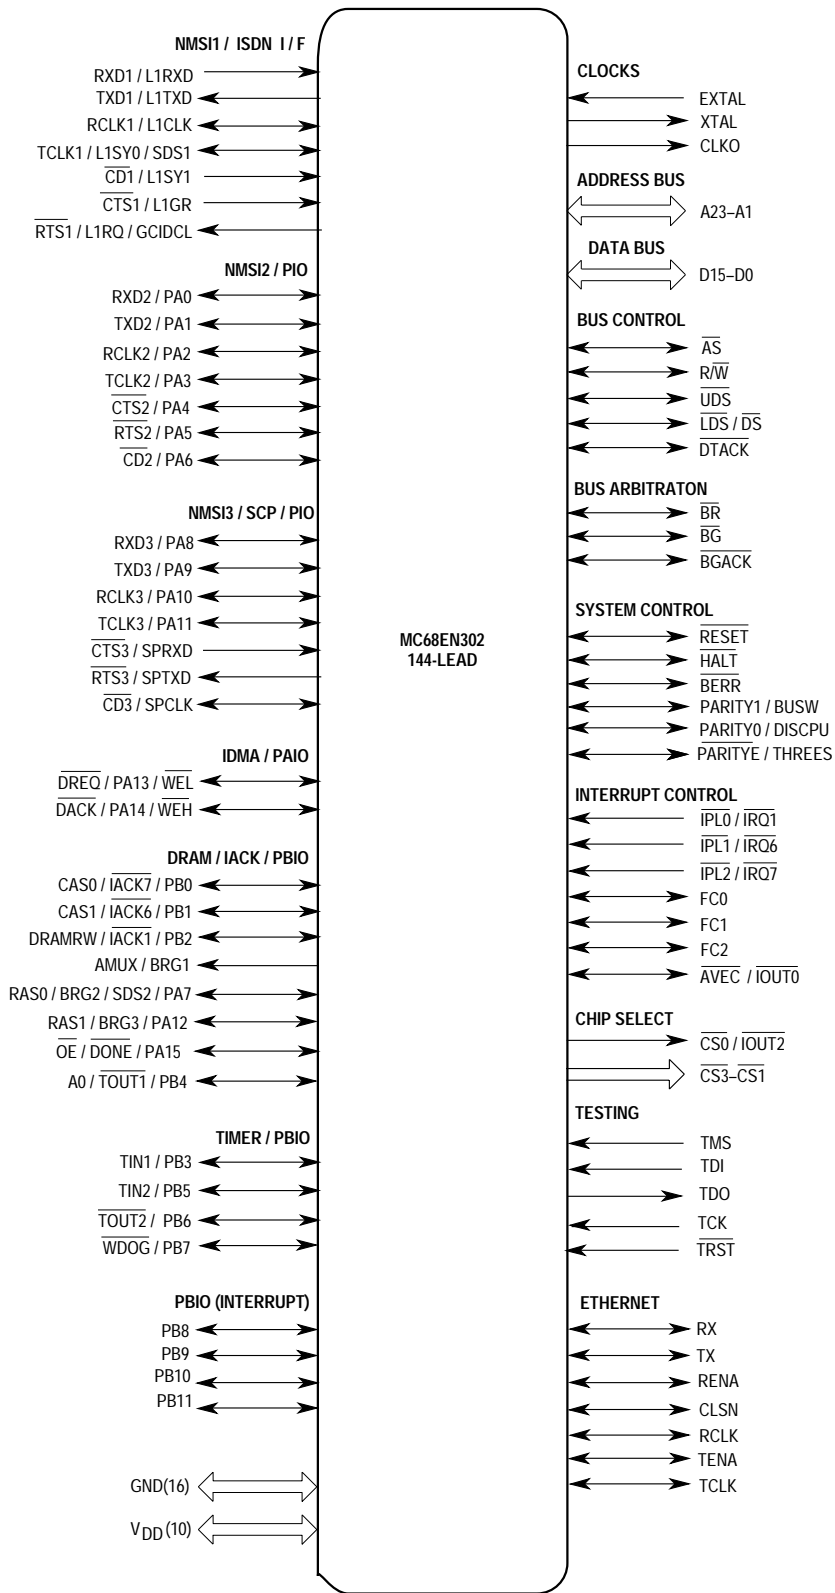 NMSI1 / ISDN I / F
RXD1 / L1RXD
TXD1 / L1TXD
RCLK1 / L1CLK
TCLK1 / L1SY0 / SDS1
CD1 / L1SY1
CTS1 / L1GR
RTS1 / L1RQ / GCIDCL
NMSI2 / PIO
RXD2 / PA0
TXD2 / PA1
RCLK2 / PA2
TCLK2 / PA3
CTS2 / PA4
RTS2 / PA5
CD2 / PA6
NMSI3 / SCP / PIO
RXD3 / PA8
TXD3 / PA9
RCLK3 / PA10
TCLK3 / PA11
CTS3 / SPRXD
RTS3 / SPTXD
CD3 / SPCLK
IDMA / PAIO
DREQ / PA13 / WEL
DACK / PA14 / WEH
DRAM / IACK / PBIO
CAS0 / IACK7 / PB0
CAS1 / IACK6 / PB1
DRAMRW / IACK1 / PB2
AMUX / BRG1
RAS0 / BRG2 / SDS2 / PA7
RAS1 / BRG3 / PA12
OE / DONE / PA15
A0 / TOUT1 / PB4
TIMER / PBIO
TIN1 / PB3
TIN2 / PB5
TOUT2 / PB6
WDOG / PB7
PBIO (INTERRUPT)
PB8
PB9
PB10
PB11
GND(16)
VDD (10)
MC68EN302
144-LEAD
CLOCKS
EXTAL
XTAL
CLKO
ADDRESS BUS
A23–A1
DATA BUS
D15–D0
BUS CONTROL
AS
R/W
UDS
LDS / DS
DTACK
BUS ARBITRATON
BR
BG
BGACK
SYSTEM CONTROL
RESET
HALT
BERR
PARITY1 / BUSW
PARITY0 / DISCPU
PARITYE / THREES
INTERRUPT CONTROL
IPL0 / IRQ1
IPL1 / IRQ6
IPL2 / IRQ7
FC0
FC1
FC2
AVEC / IOUT0
CHIP SELECT
CS0 / IOUT2
CS3–CS1
TESTING
TMS
TDI
TDO
TCK
TRST
ETHERNET
RX
TX
RENA
CLSN
RCLK
TENA
TCLK